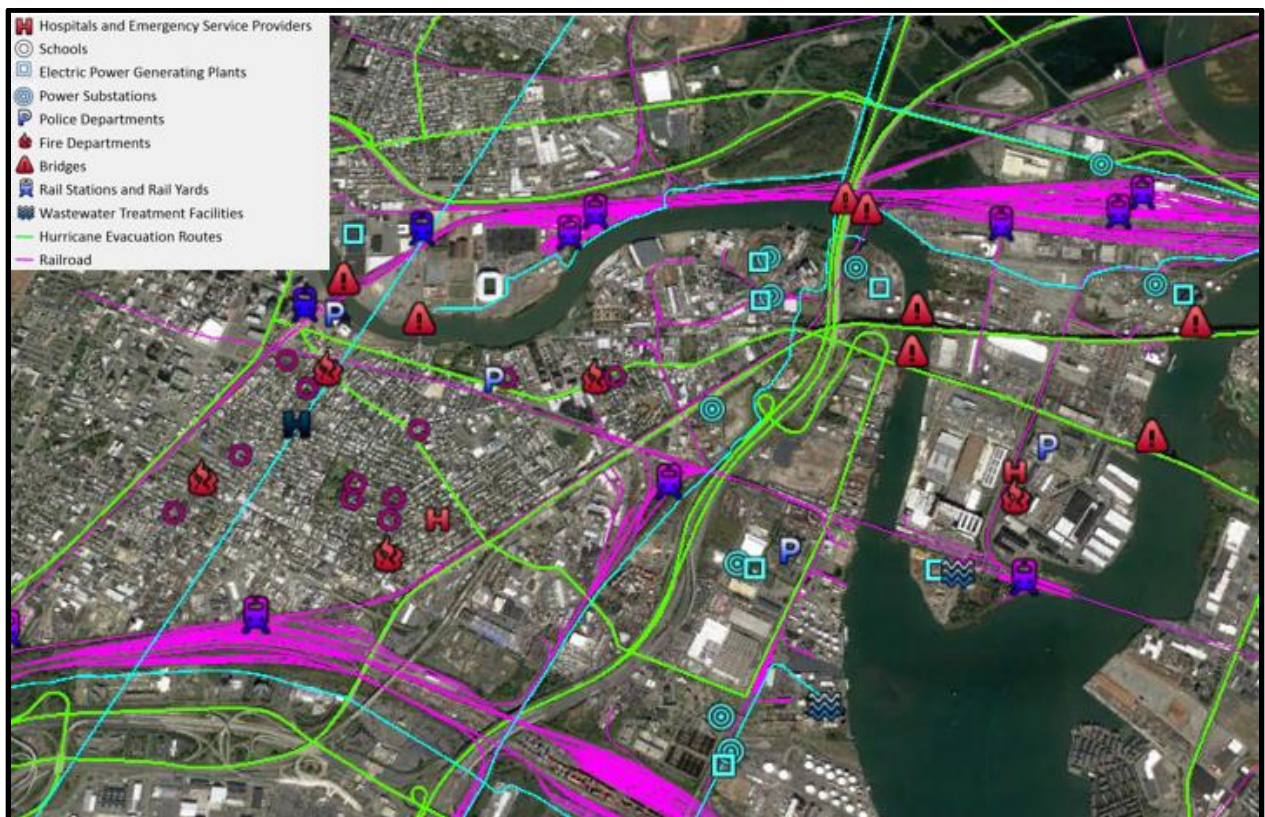 Hospitals and Emergency Service Providers
Schools
Electric Power Generating Plants
Power Substations
Police Departments
Fire Departments
Bridges
Rail Stations and Rail Yards
Wastewater Treatment Facilities
Hurricane Evacuation Routes
Railroad